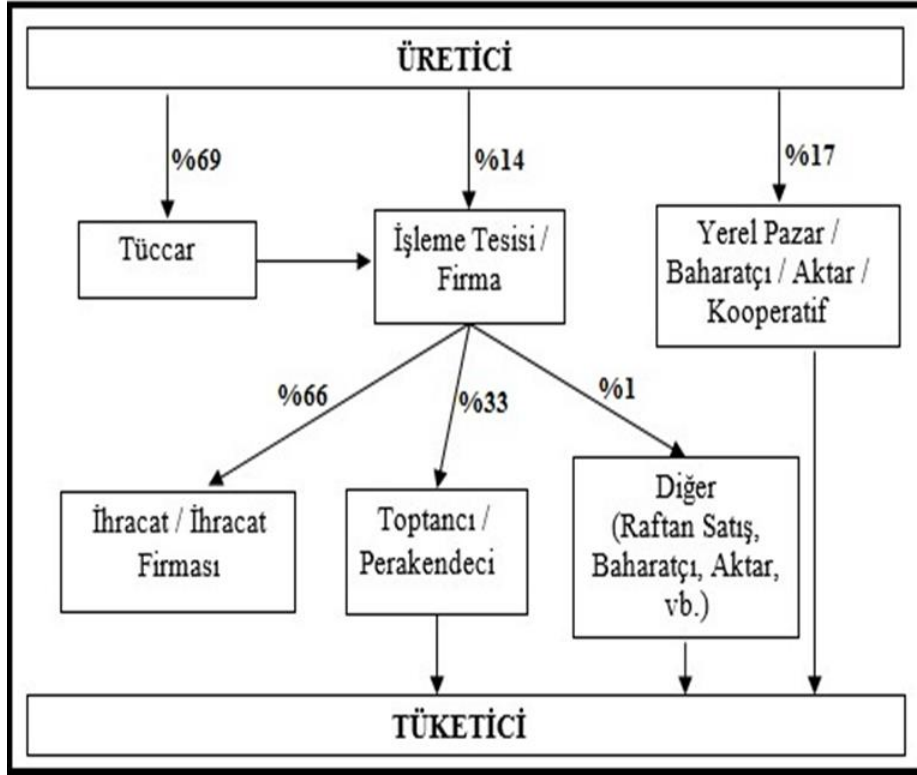 ÜRETİCİ
%69
%14
%17
Tüccar
İşleme Tesisi /
Firma
Yerel Pazar /
Baharatçı / Aktar /
Kooperatif
%66
%33
%1
İhracat / İhracat
Firması
Toptancı /
Perakendeci
Diğer
(Raftan Satış,
Baharatçı, Aktar,
vb.)
TÜKETİCİ